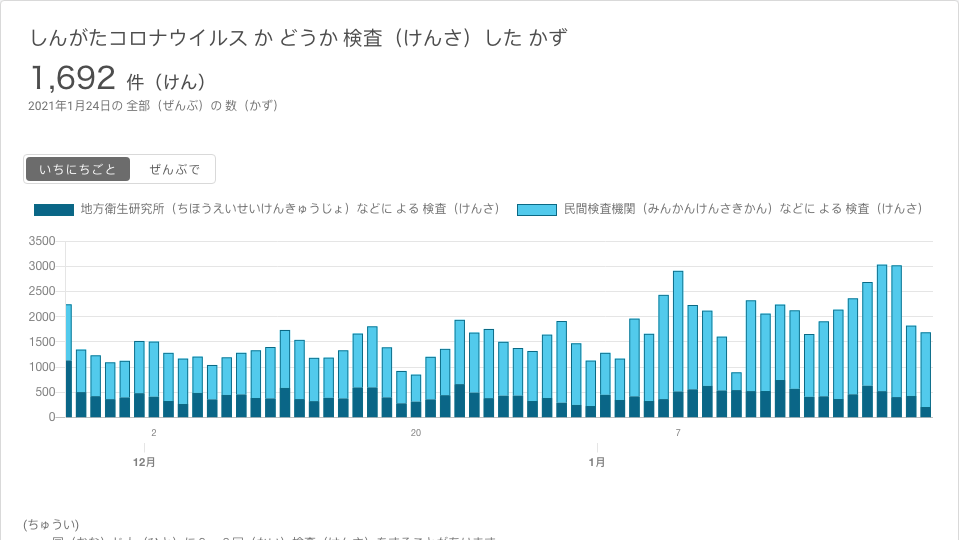 しんがたコロナウイルス か どうか 検査（けんさ）した かず
1,692 件（けん）
2021年1月24日の 全部（ぜんぶ）の 数（かず）
いちにちごと ぜんぶで
地方衛生研究所（ちほうえいせいけんきゅうじょ）などに よる 検査（けんさ） 民間検査機関（みんかんけんさきかん）などに よる 検査（けんさ）
3500
3000
2500
2000
1500
1000
500
0
2 20 7
12月 1月
(ちゅうい)